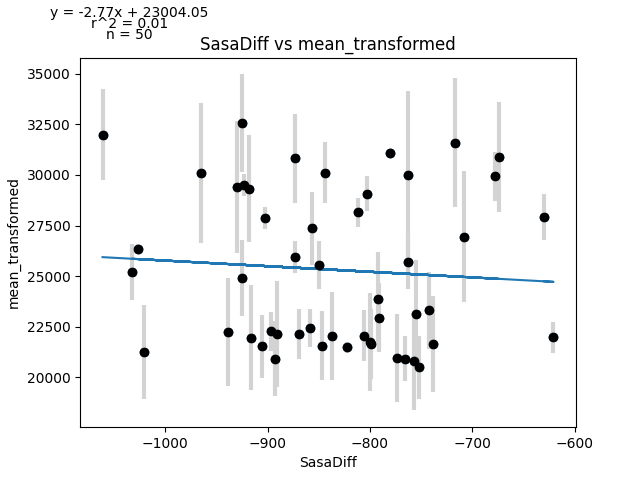 y = -2.77x + 23004.05
r^2 = 0.01
n = 50
SasaDiff vs mean_transformed
35000
32500
30000
27500
25000
22500
20000
mean_transformed
−1000
−900
−800
−700
−600
SasaDiff